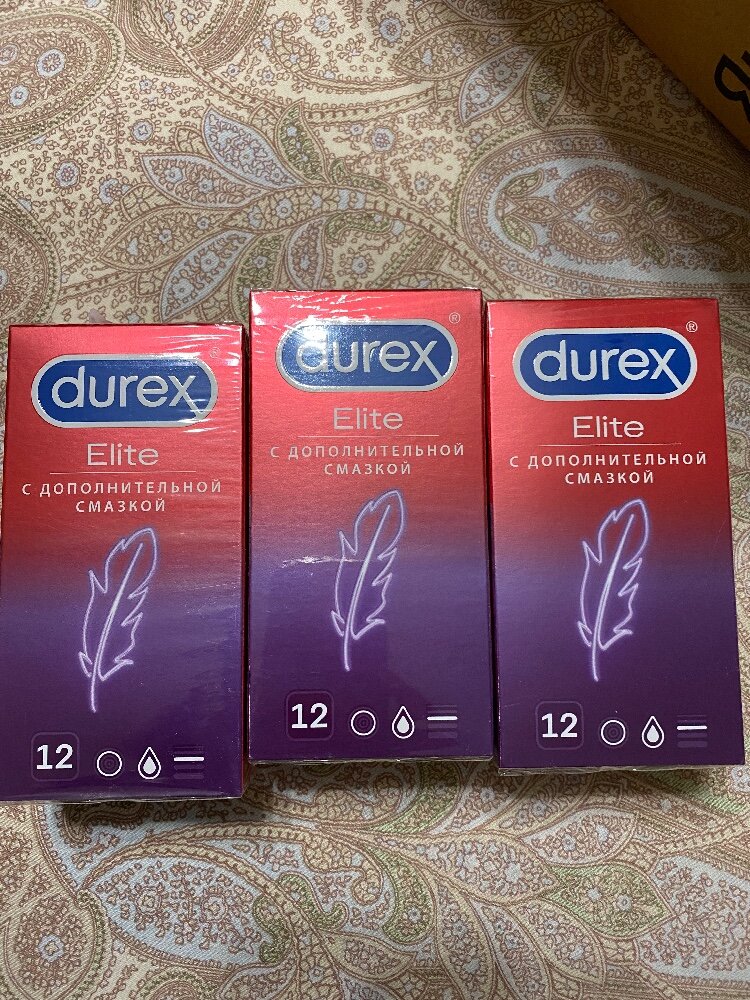 durex®
Elite
С ДОПОЛНИТЕЛЬНОЙ
СМАЗКОЙ
12
durex®
Elite
С ДОПОЛНИТЕЛЬНОЙ
СМАЗКОЙ
12
durex®
Elite
С ДОПОЛНИТЕЛЬНОЙ
СМАЗКОЙ
12